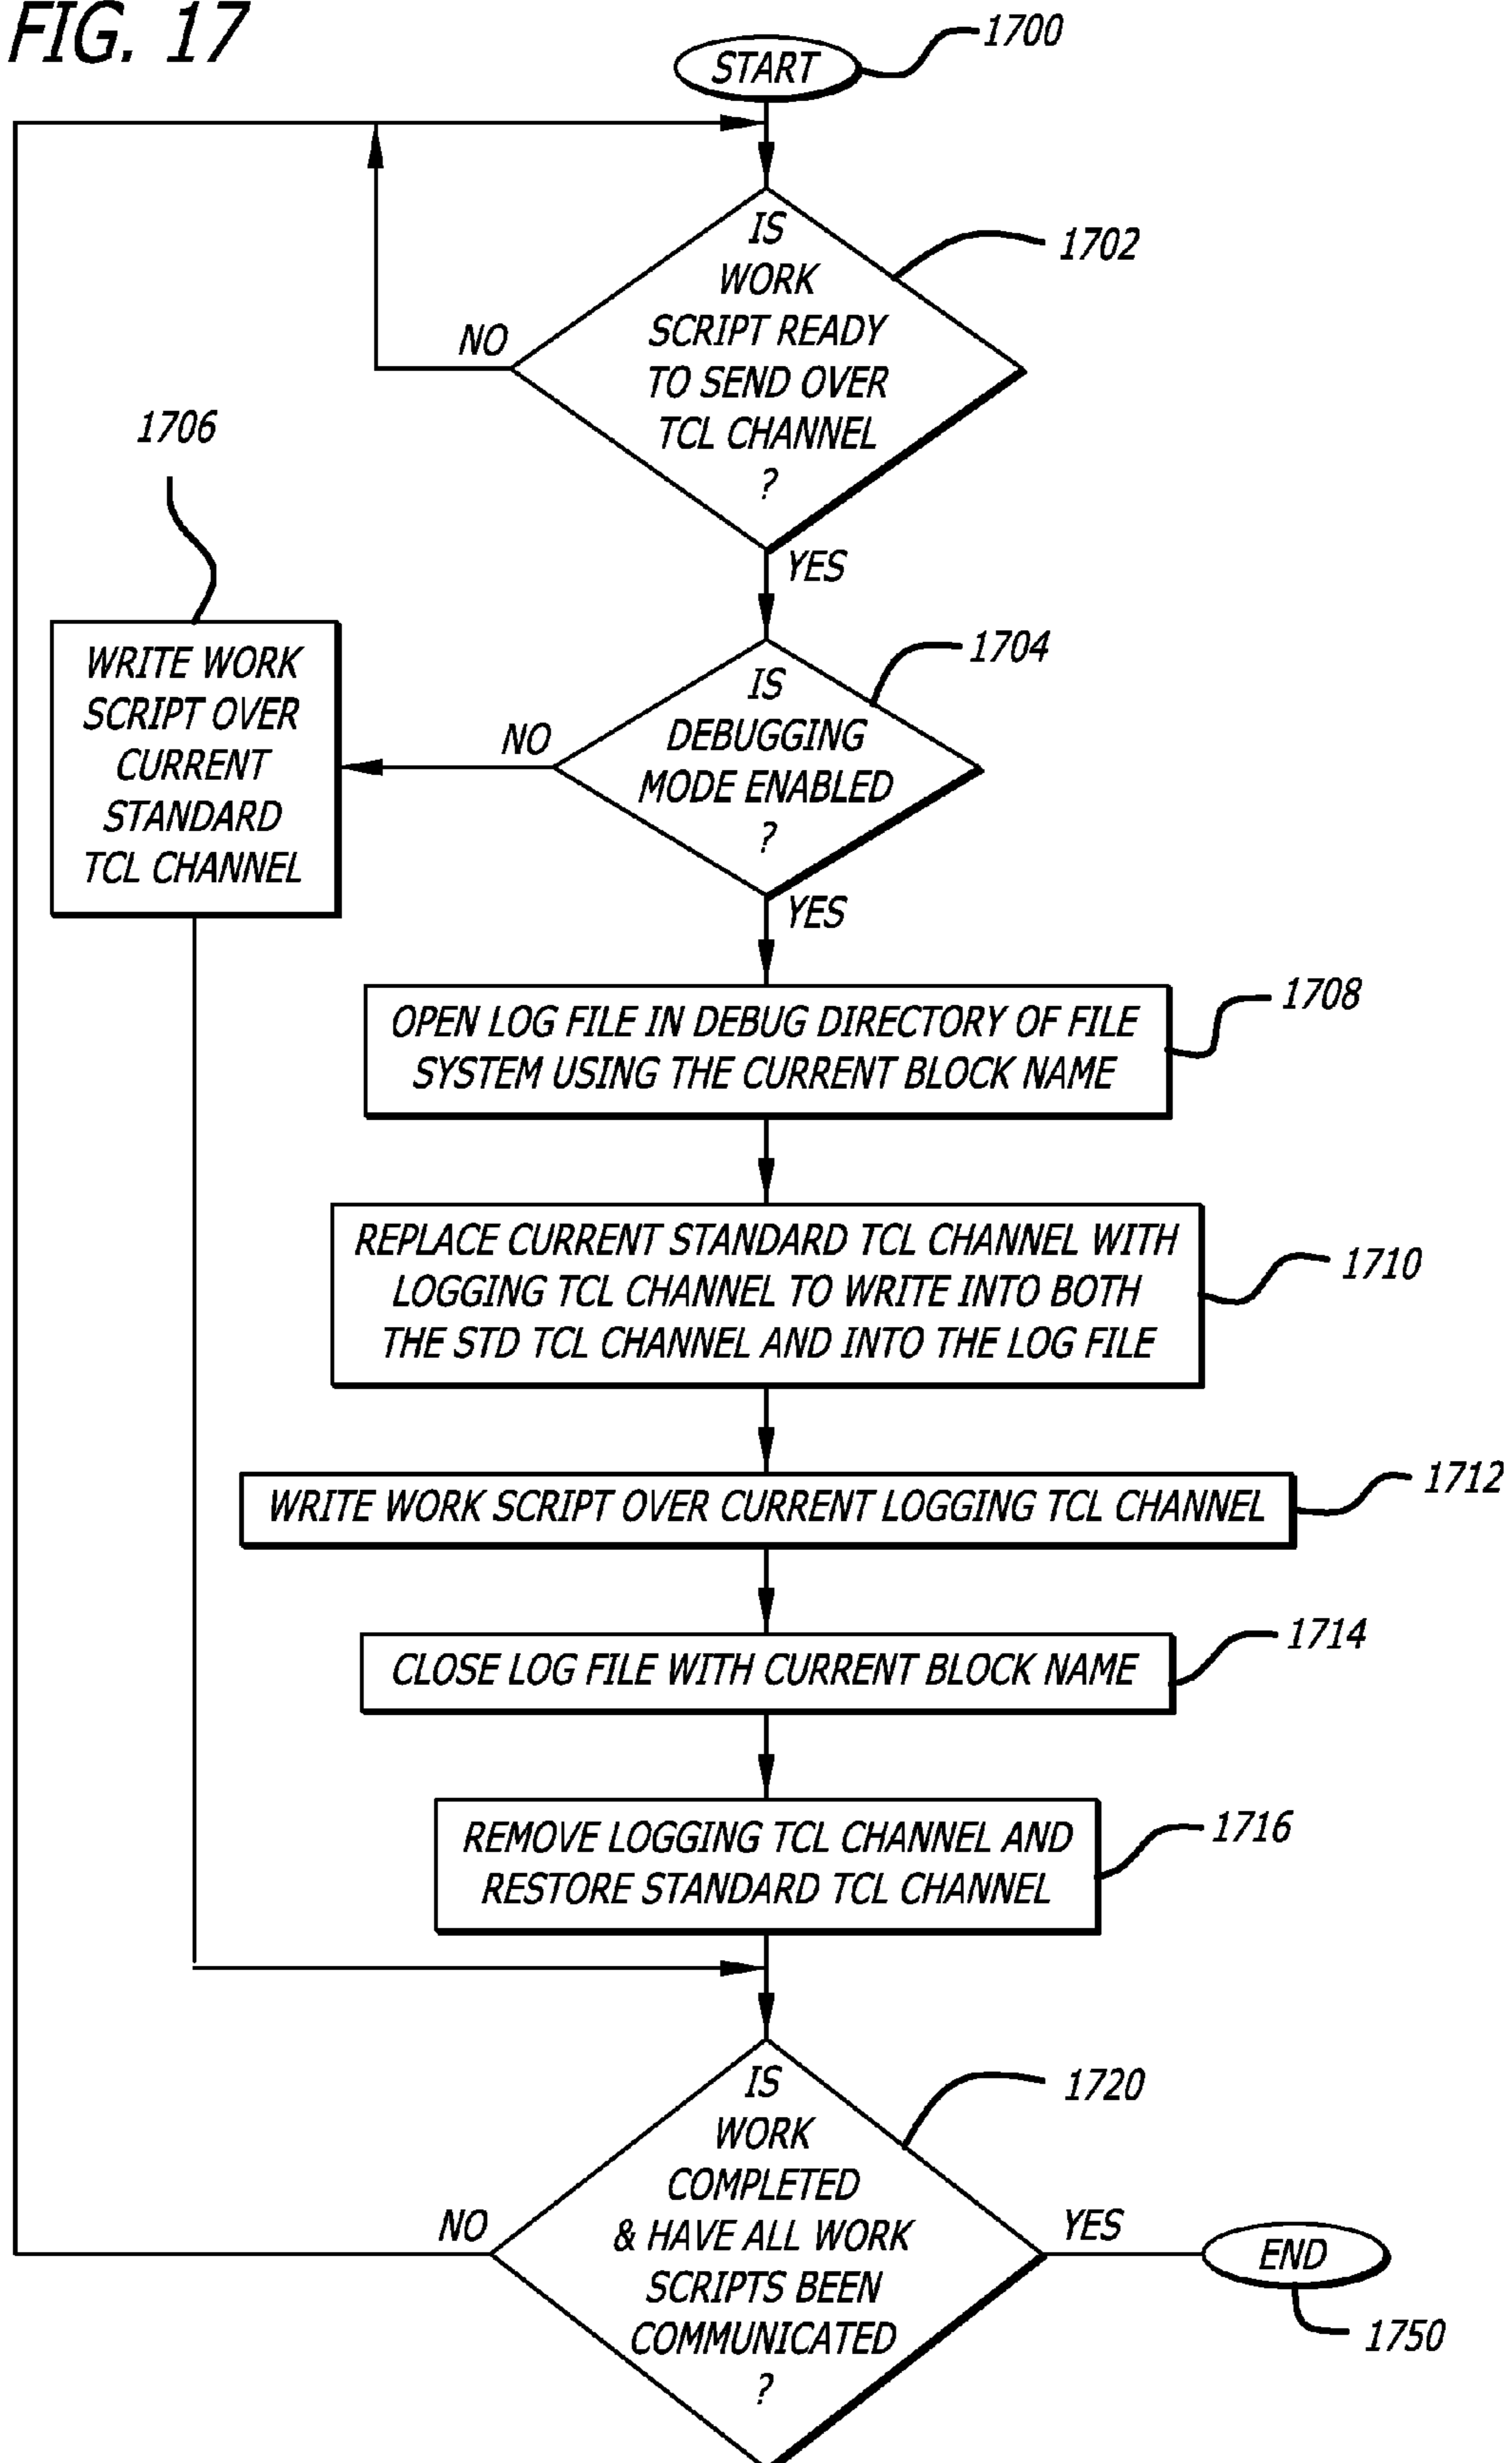 FIG. 17
START
1700
IS
WORK
SCRIPT READY
TO SEND OVER
TCL CHANNEL
?
1702
NO
YES
1706
WRITE WORK
SCRIPT OVER
CURRENT
STANDARD
TCL CHANNEL
NO
IS
DEBUGGING
MODE ENABLED
?
1704
YES
OPEN LOG FILE IN DEBUG DIRECTORY OF FILE
SYSTEM USING THE CURRENT BLOCK NAME
1708
REPLACE CURRENT STANDARD TCL CHANNEL WITH
LOGGING TCL CHANNEL TO WRITE INTO BOTH
THE STD TCL CHANNEL AND INTO THE LOG FILE
1710
WRITE WORK SCRIPT OVER CURRENT LOGGING TCL CHANNEL
1712
CLOSE LOG FILE WITH CURRENT BLOCK NAME
1714
REMOVE LOGGING TCL CHANNEL AND
RESTORE STANDARD TCL CHANNEL
1716
IS
WORK
COMPLETED
& HAVE ALL WORK
SCRIPTS BEEN
COMMUNICATED
?
1720
NO
YES
END
1750